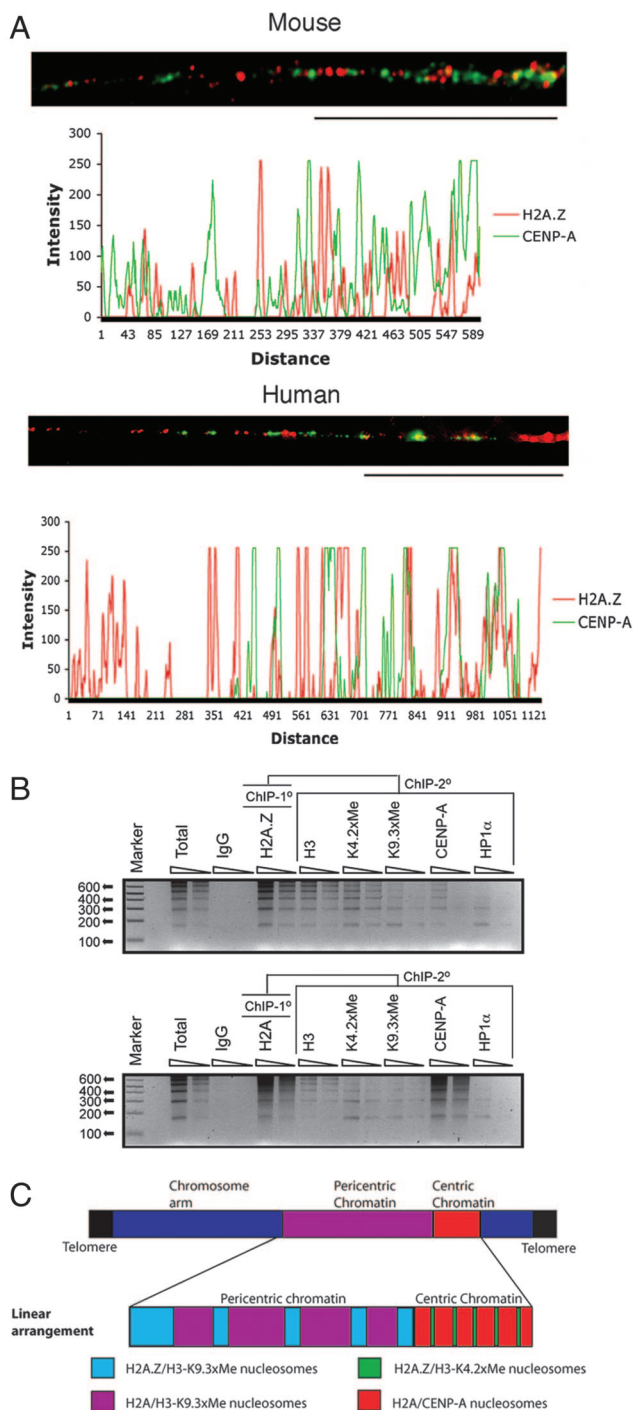 A
Mouse
300
250
200
150
100
50
0
Intensity
H2A.Z
CENP-A
1 43 85 127 169 211 253 295 337 379 421 463 505 547 589
Distance
Human
300
250
200
150
100
50
0
Intensity
H2A.Z
CENP-A
1 71 141 211 281 351 421 491 561 631 701 771 841 911 981 1051 1121
Distance
B
ChIP-2º
ChIP-1º
Marker Total IgG H2A.Z H3 K4.2xMe K9.3xMe CENP-A HP1α
600
400
300
200
100
ChIP-2º
ChIP-1º
Marker Total IgG H2A H3 K4.2xMe K9.3xMe CENP-A HP1α
600
400
300
200
100
C
Chromosome arm
Pericentric Chromatin
Centric Chromatin
Telomere
Telomere
Linear arrangement
Pericentric chromatin
Centric Chromatin
H2A.Z/H3-K9.3xMe nucleosomes
H2A.Z/H3-K4.2xMe nucleosomes
H2A/H3-K9.3xMe nucleosomes
H2A/CENP-A nucleosomes